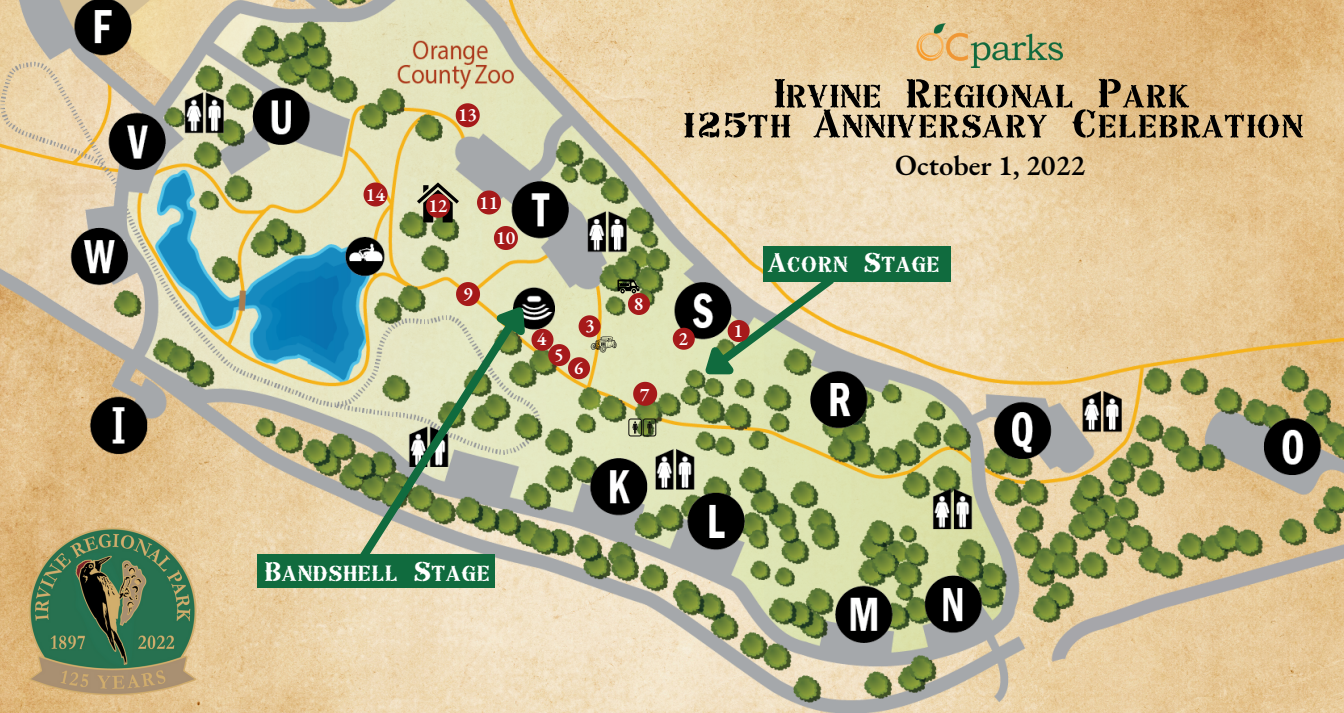 OCparks
Irvine Regional Park
125th Anniversary Celebration
October 1, 2022
Orange
County Zoo
F
V
U
13
14
12
11
T
10
W
9
8
S
3
2
1
4
5
6
7
Acorn Stage
R
Q
O
I
K
L
M
N
Bandshell Stage
IRVINE REGIONAL PARK
1897 2022
125 YEARS